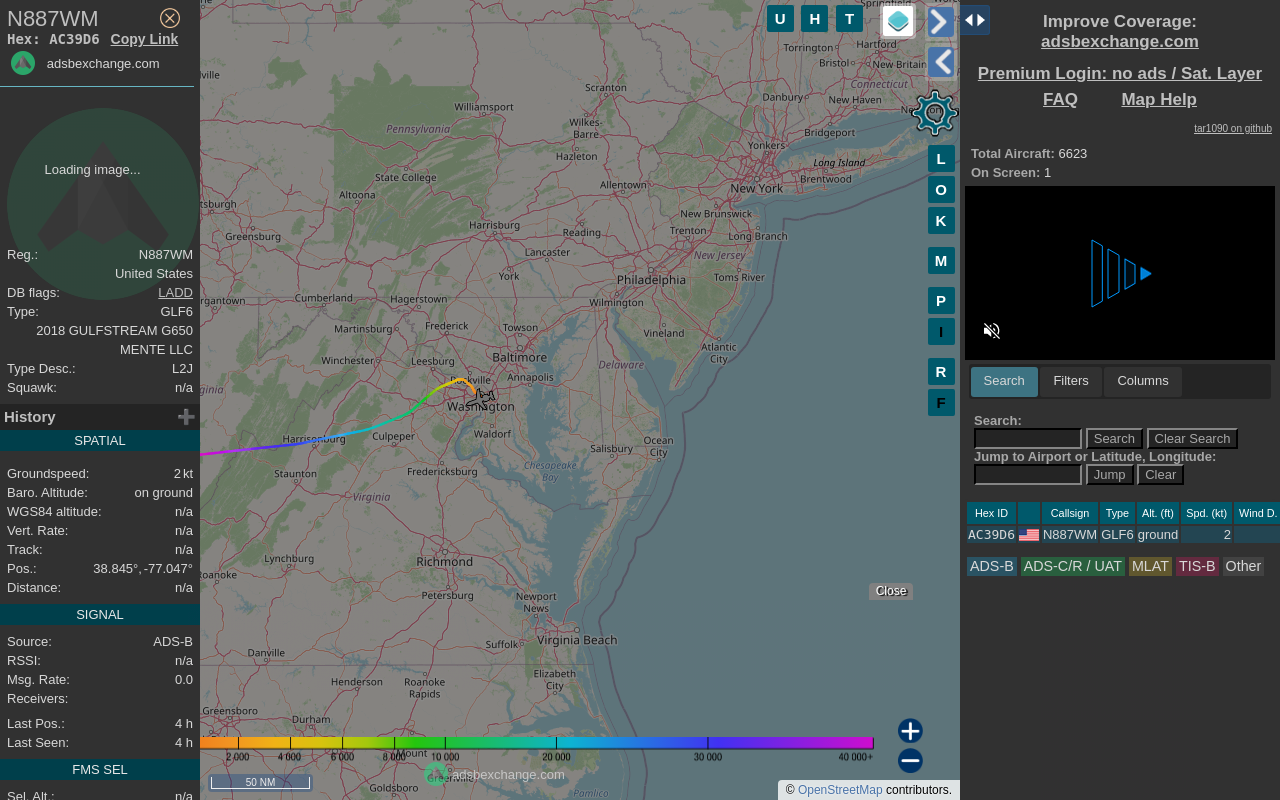 N887WM
Hex: AC39D6 Copy Link
adsbexchange.com
Loading image...
Reg.: N887WM
United States
DB flags: LADD
Type: GLF6
2018 GULFSTREAM G650
MENTE LLC
Type Desc.: L2J
Squawk: n/a
History
SPATIAL
Groundspeed: 2 kt
Baro. Altitude: on ground
WGS84 altitude: n/a
Vert. Rate: n/a
Track: n/a
Pos.: 38.845°, -77.047°
Distance: n/a
SIGNAL
Source: ADS-B
RSSI: n/a
Msg. Rate: 0.0
Receivers:
Last Pos.: 4 h
Last Seen: 4 h
FMS SEL
Sel. Alt.: n/a
U H T
Springfield
Torrington
Hartford
Bristol
New Britain
Connecticut
Scranton
Danbury
New Haven
Williamsport
Wilkes-
Barre
Pennsylvania
Bridgeport
Yonkers
Hazleton
Long Island
State College
Brentwood
Allentown
New York
Altoona
tsburgh
New Brunswick
Harrisburg
Reading
Trenton
Long Branch
Greensburg
Lancaster
New Jersey
York
Philadelphia
Toms River
Cumberland
Hagerstown
Wilmington
rgantown
Martinsburg
Frederick
Towson
Vineland
Atlantic
City
Winchester
Leesburg
Baltimore
Delaware
Annapolis
Washington
Waldorf
Harrisonburg
Culpeper
Ocean
City
Salisbury
Staunton
Fredericksburg
Chesapeake
Bay
Virginia
Lynchburg
Richmond
Roanoke
Petersburg
Newport
News
Virginia Beach
Suffolk
Danville
Elizabeth
City
Henderson
Roanoke
Rapids
Greensboro
Durham
Greenville
Goldsboro
Pamlico
L
O
K
M
P
I
R
F
Close
2 000 4 000 6 000 8 000 10 000 20 000 30 000 40 000+
adsbexchange.com
50 NM
© OpenStreetMap contributors.
Improve Coverage:
adsbexchange.com
Premium Login: no ads / Sat. Layer
FAQ Map Help
tar1090 on github
Total Aircraft: 6623
On Screen: 1
Search Filters Columns
Search:
Search Clear Search
Jump to Airport or Latitude, Longitude:
Jump Clear
Hex ID Callsign Type Alt. (ft) Spd. (kt) Wind D.
AC39D6 N887WM GLF6 ground 2
ADS-B ADS-C/R / UAT MLAT TIS-B Other